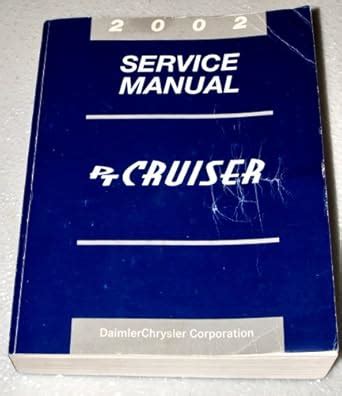 2002
SERVICE
MANUAL
PT CRUISER
DaimlerChrysler Corporation